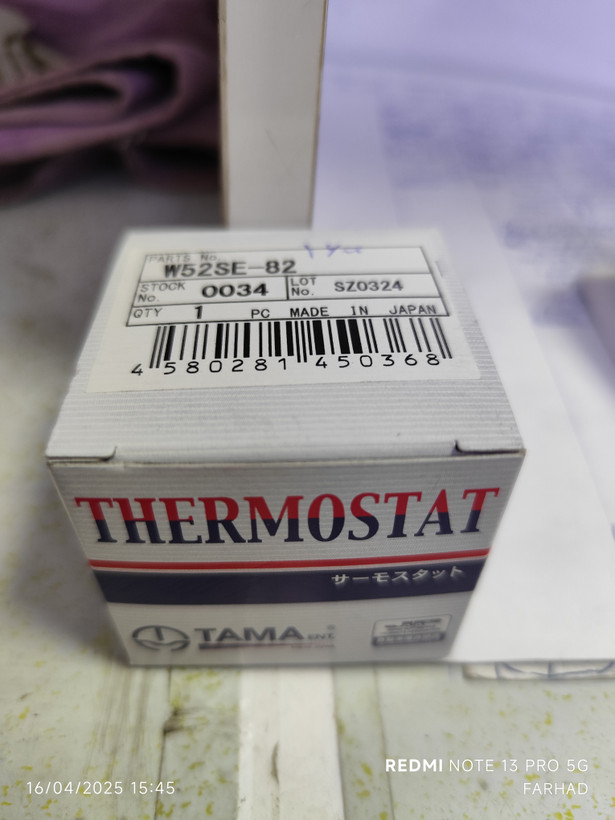 PARTS No.
W52SE-82
STOCK No. 0034 LOT No. SZ0324
QTY 1 PC MADE IN JAPAN
4 580281 450368
THERMOSTAT
サーモスタット
TAMA ENT.®
REDMI NOTE 13 PRO 5G
16/04/2025 15:45 FARHAD